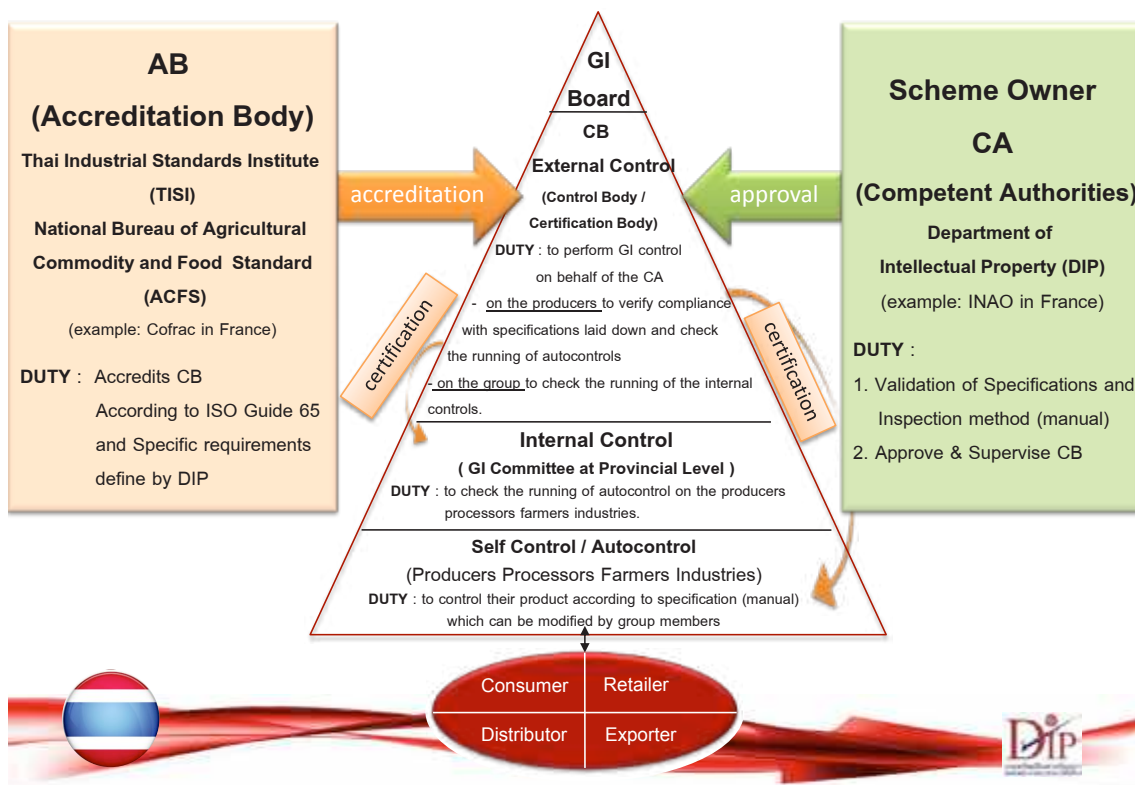 AB
(Accreditation Body)
Thai Industrial Standards Institute
(TISI)
National Bureau of Agricultural
Commodity and Food Standard
(ACFS)
(example: Cofrac in France)
DUTY : Accredits CB
According to ISO Guide 65
and Specific requirements
define by DIP
accreditation
GI
Board
CB
External Control
(Control Body /
Certification Body)
DUTY : to perform GI control
on behalf of the CA
- on the producers to verify compliance
with specifications laid down and check
the running of autocontrols
- on the group to check the running of the internal
controls.
certification
certification
Internal Control
( GI Committee at Provincial Level )
DUTY : to check the running of autocontrol on the producers
processors farmers industries.
Self Control / Autocontrol
(Producers Processors Farmers Industries)
DUTY : to control their product according to specification (manual)
which can be modified by group members
approval
Scheme Owner
CA
(Competent Authorities)
Department of
Intellectual Property (DIP)
(example: INAO in France)
DUTY :
1. Validation of Specifications and
Inspection method (manual)
2. Approve & Supervise CB
Consumer Retailer
Distributor Exporter
DIP